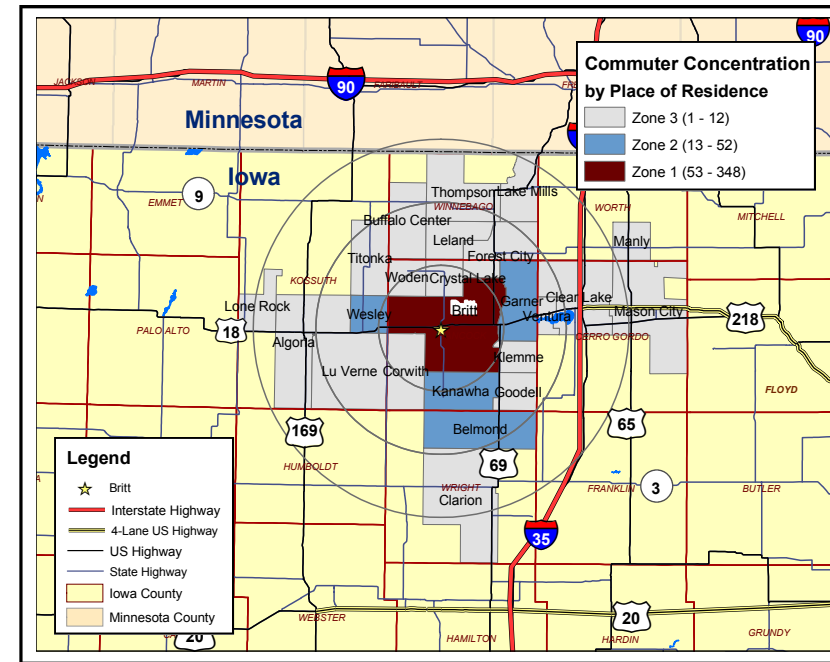 90
Commuter Concentration
by Place of Residence
Zone 3 (1 - 12)
Zone 2 (13 - 52)
Zone 1 (53 - 348)
JACKSON
MARTIN
90
FARIBAULT
Minnesota
Iowa
9
EMMET
Thompson
Lake Mills
WINNEBAGO
WORTH
MITCHELL
Buffalo Center
Leland
Manly
Forest City
Titonka
KOSSUTH
Woden
Crystal Lake
Lone Rock
Garner
Clear Lake
Wesley
Britt
Ventura
Mason City
218
PALO ALTO
18
CERRO GORDO
Algona
Klemme
Lu Verne
Corwith
Kanawha
Goodell
FLOYD
169
Belmond
65
69
HUMBOLDT
WRIGHT
Clarion
FRANKLIN
3
BUTLER
35
Legend
Britt
Interstate Highway
4-Lane US Highway
US Highway
State Highway
Iowa County
Minnesota County
20
WEBSTER
HAMILTON
20
HARDIN
GRUNDY